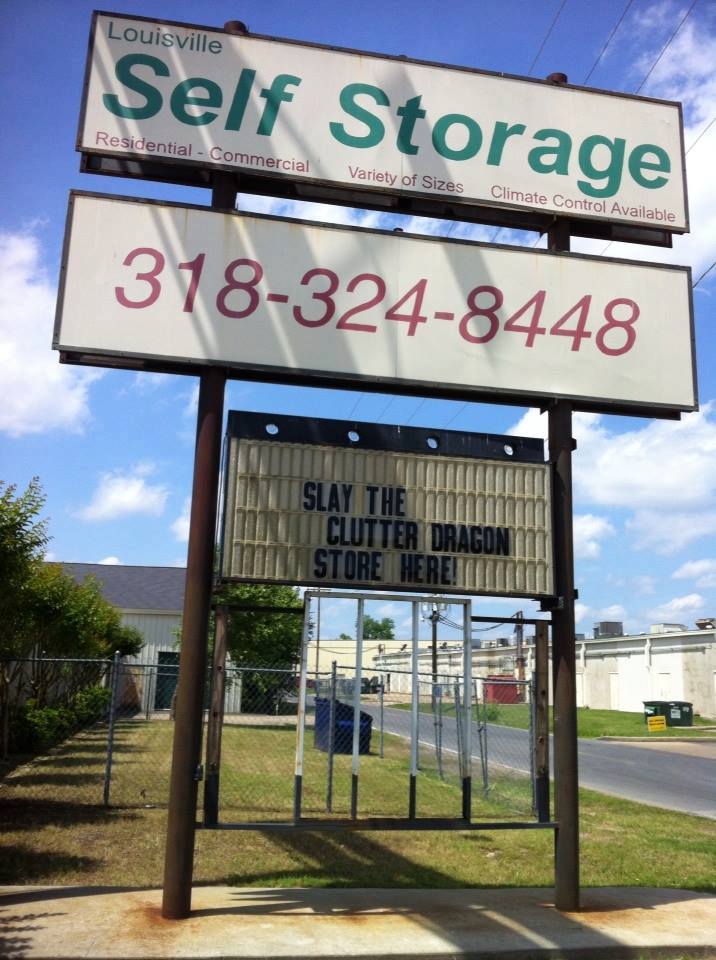 Louisville
Self Storage
Residential - Commercial
Variety of Sizes
Climate Control Available
318-324-8448
SLAY THE
CLUTTER DRAGON
STORE HERE!